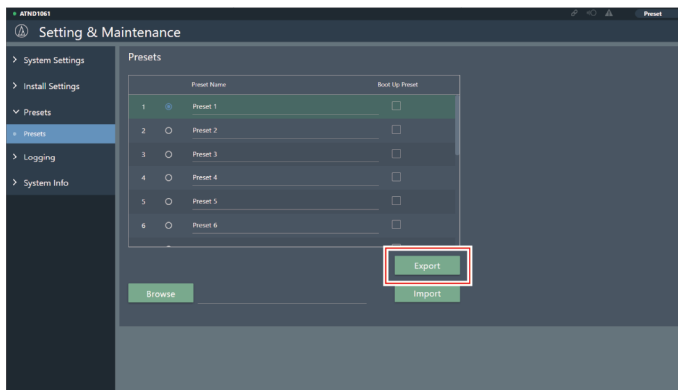 ATND1061
Preset
Setting & Maintenance
System Settings
Install Settings
Presets
Presets
Logging
System Info
Presets
Preset Name Boot Up Preset
1 Preset 1
2 Preset 2
3 Preset 3
4 Preset 4
5 Preset 5
6 Preset 6
Export
Browse Import